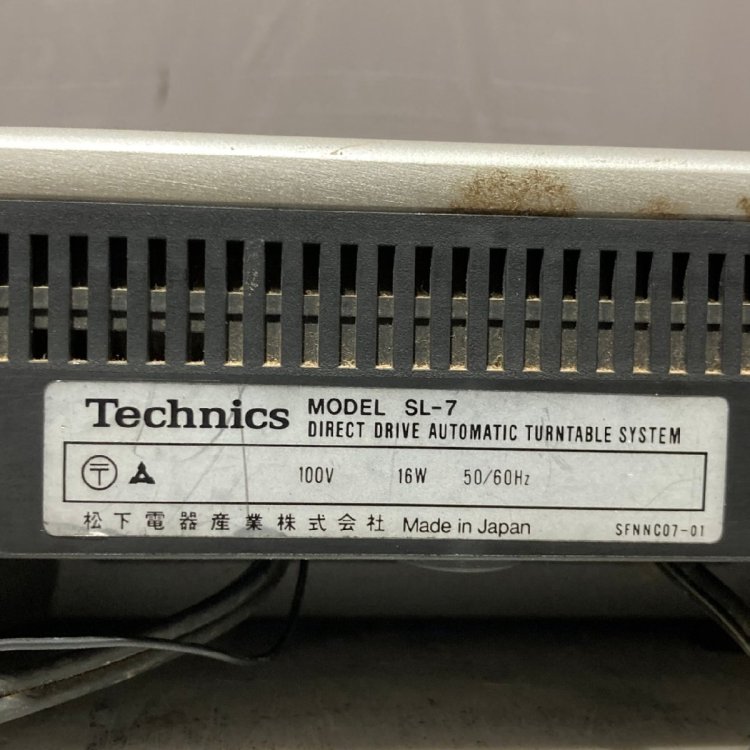 Technics MODEL SL-7
DIRECT DRIVE AUTOMATIC TURNTABLE SYSTEM
〒 100V 16W 50/60Hz
松下電器産業株式会社 Made in Japan SFNNC07-01